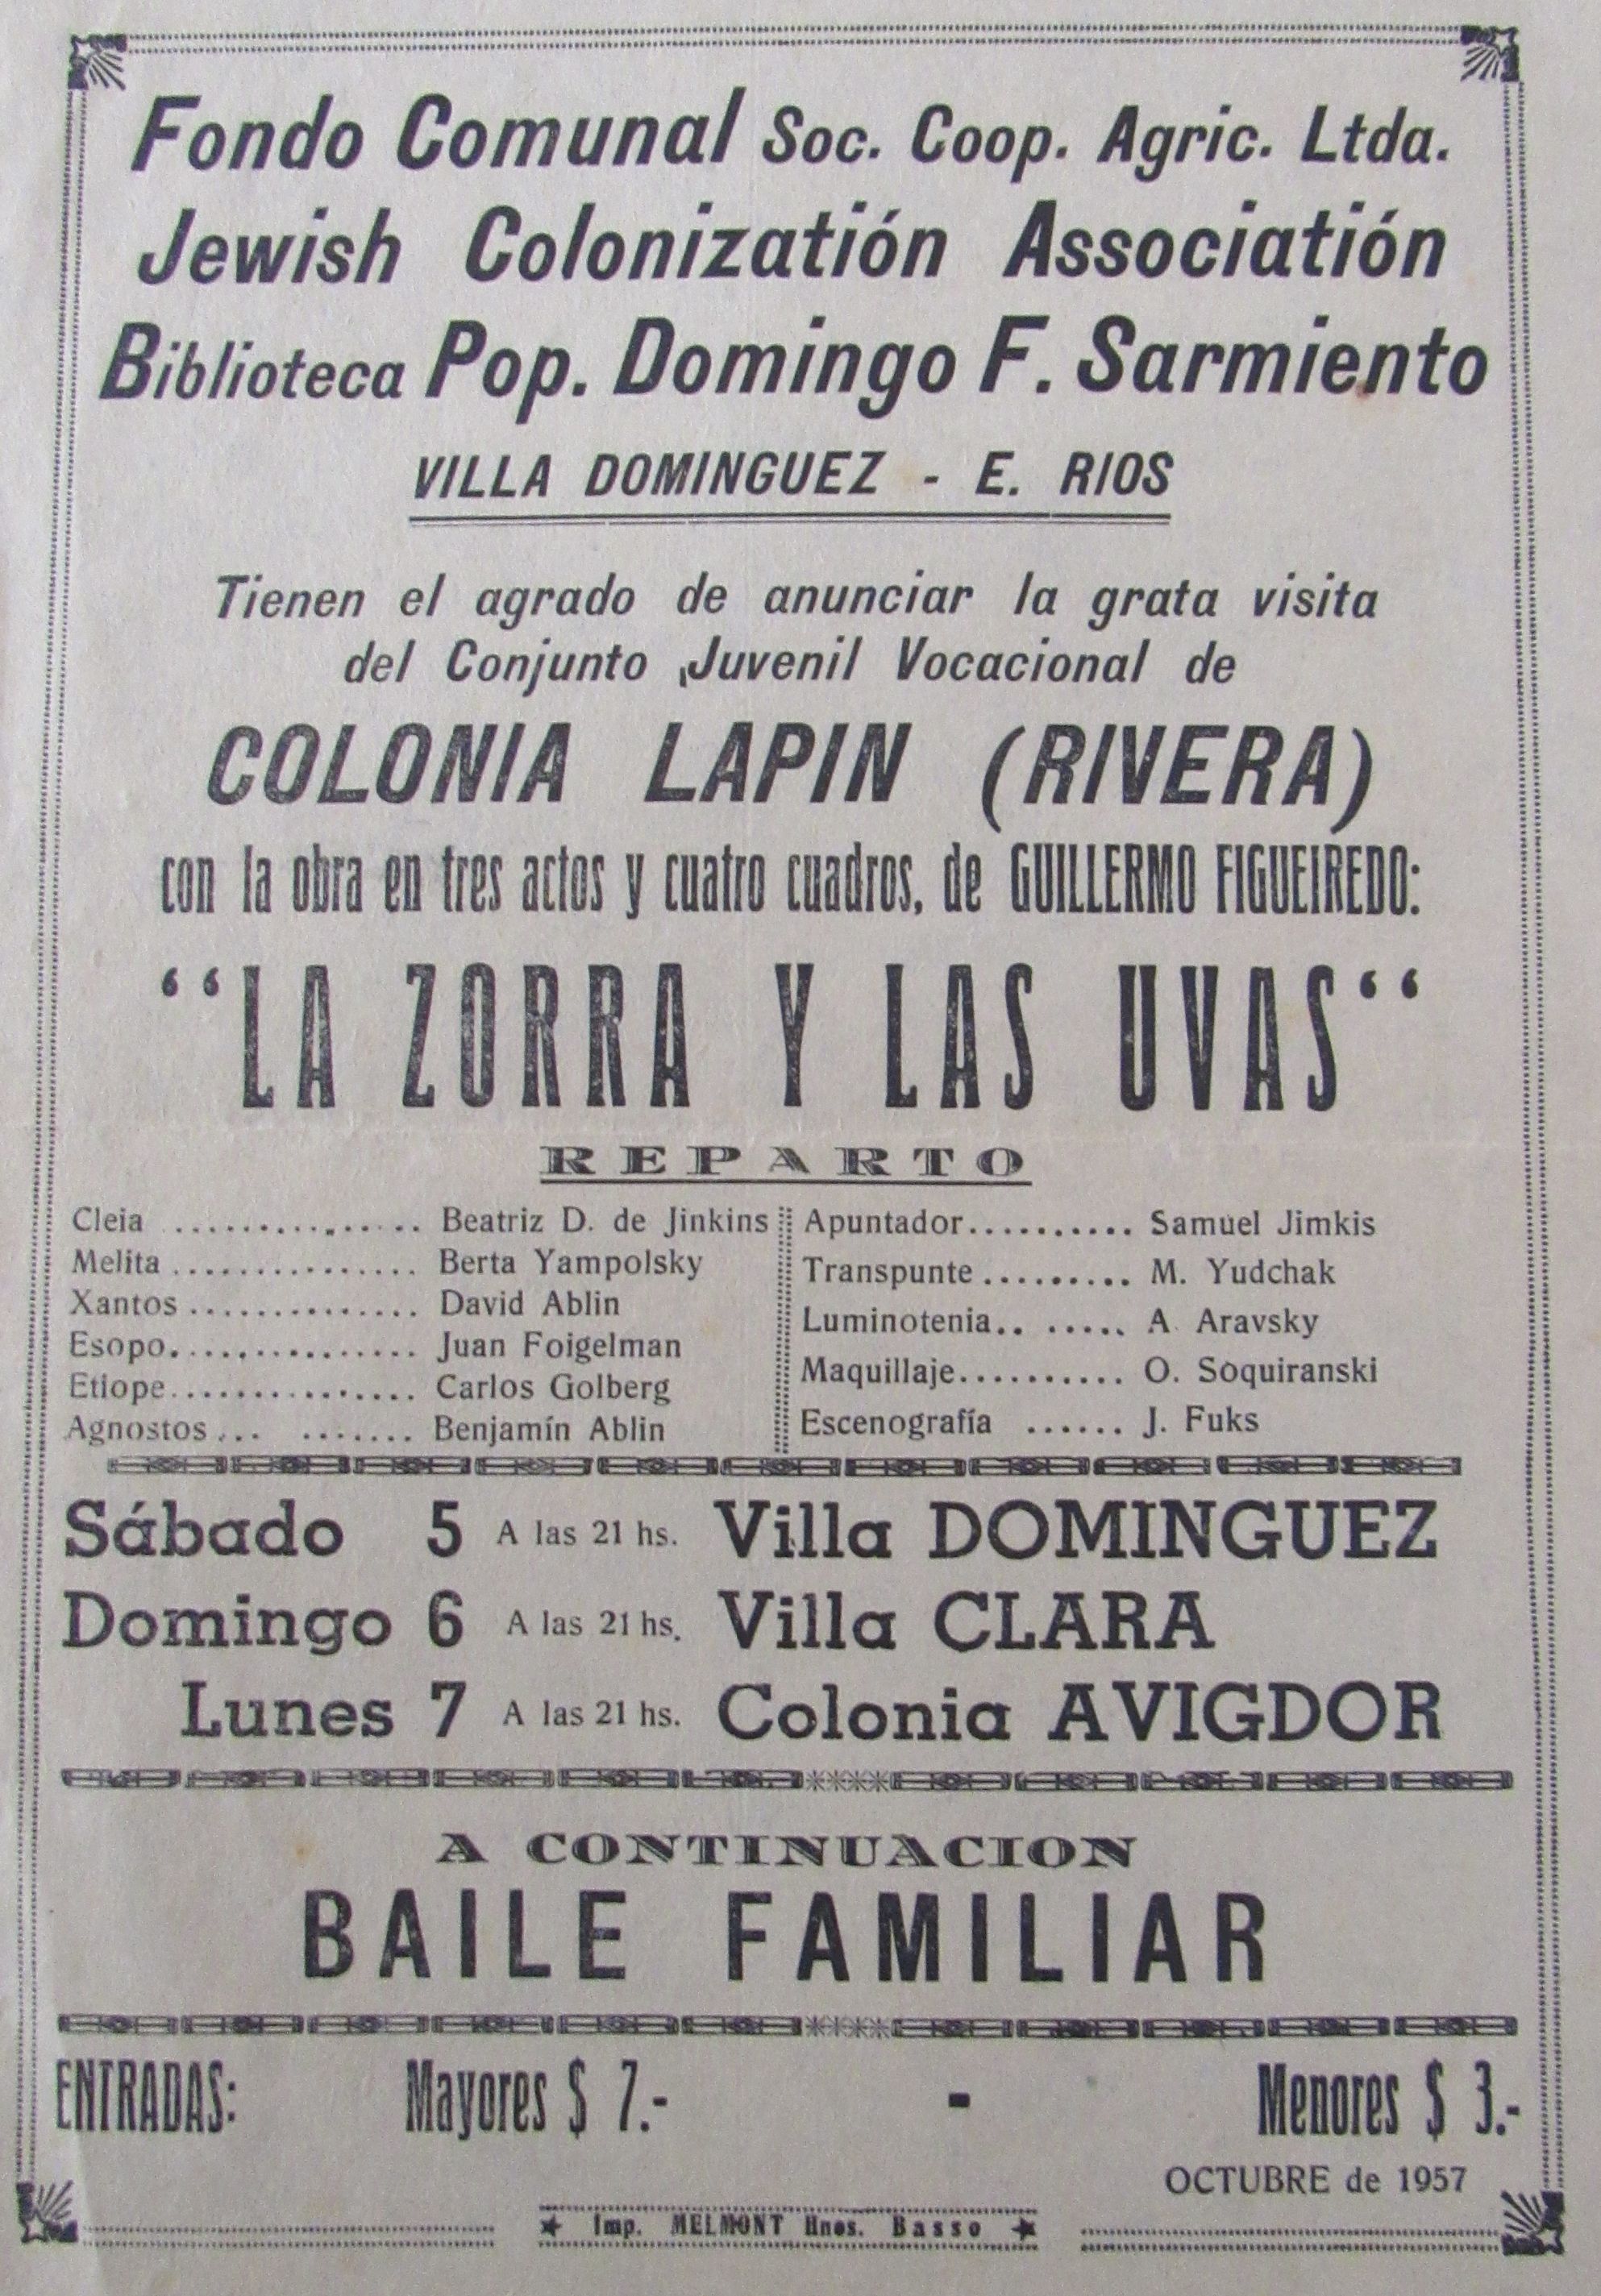 Fondo Comunal Soc. Coop. Agric. Ltda.
Jewish Colonizatión Associatión
Biblioteca Pop. Domingo F. Sarmiento
VILLA DOMINGUEZ - E. RIOS
Tienen el agrado de anunciar la grata visita
del Conjunto Juvenil Vocacional de
COLONIA LAPIN (RIVERA)
con la obra en tres actos y cuatro cuadros, de GUILLERMO FIGUEIREDO:
‘‘LA ZORRA Y LAS UVAS‘‘
REPARTO
Cleia ............... Beatriz D. de Jinkins
Melita ............... Berta Yampolsky
Xantos .............. David Ablin
Esopo............... Juan Foigelman
Etiope............... Carlos Golberg
Agnostos... ....... Benjamín Ablin
Apuntador.......... Samuel Jimkis
Transpunte ......... M. Yudchak
Luminotenia.. ..... A. Aravsky
Maquillaje.......... O. Soquiranski
Escenografía ...... J. Fuks
Sábado 5 A las 21 hs. Villa DOMINGUEZ
Domingo 6 A las 21 hs. Villa CLARA
Lunes 7 A las 21 hs. Colonia AVIGDOR
A CONTINUACION
BAILE FAMILIAR
ENTRADAS: Mayores $ 7.- - Menores $ 3.-
OCTUBRE de 1957
Imp. MELMONT Hnos. Basso